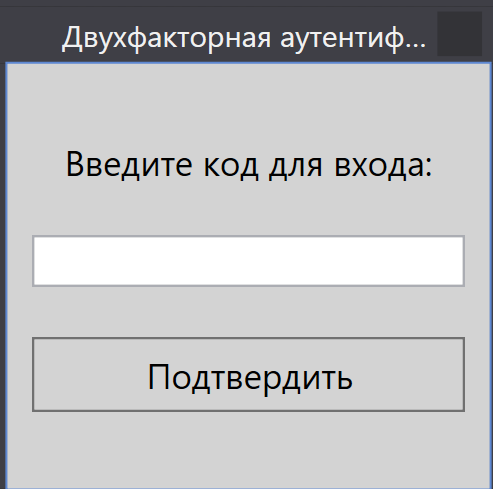 Двухфакторная аутентиф...
Введите код для входа:
Подтвердить